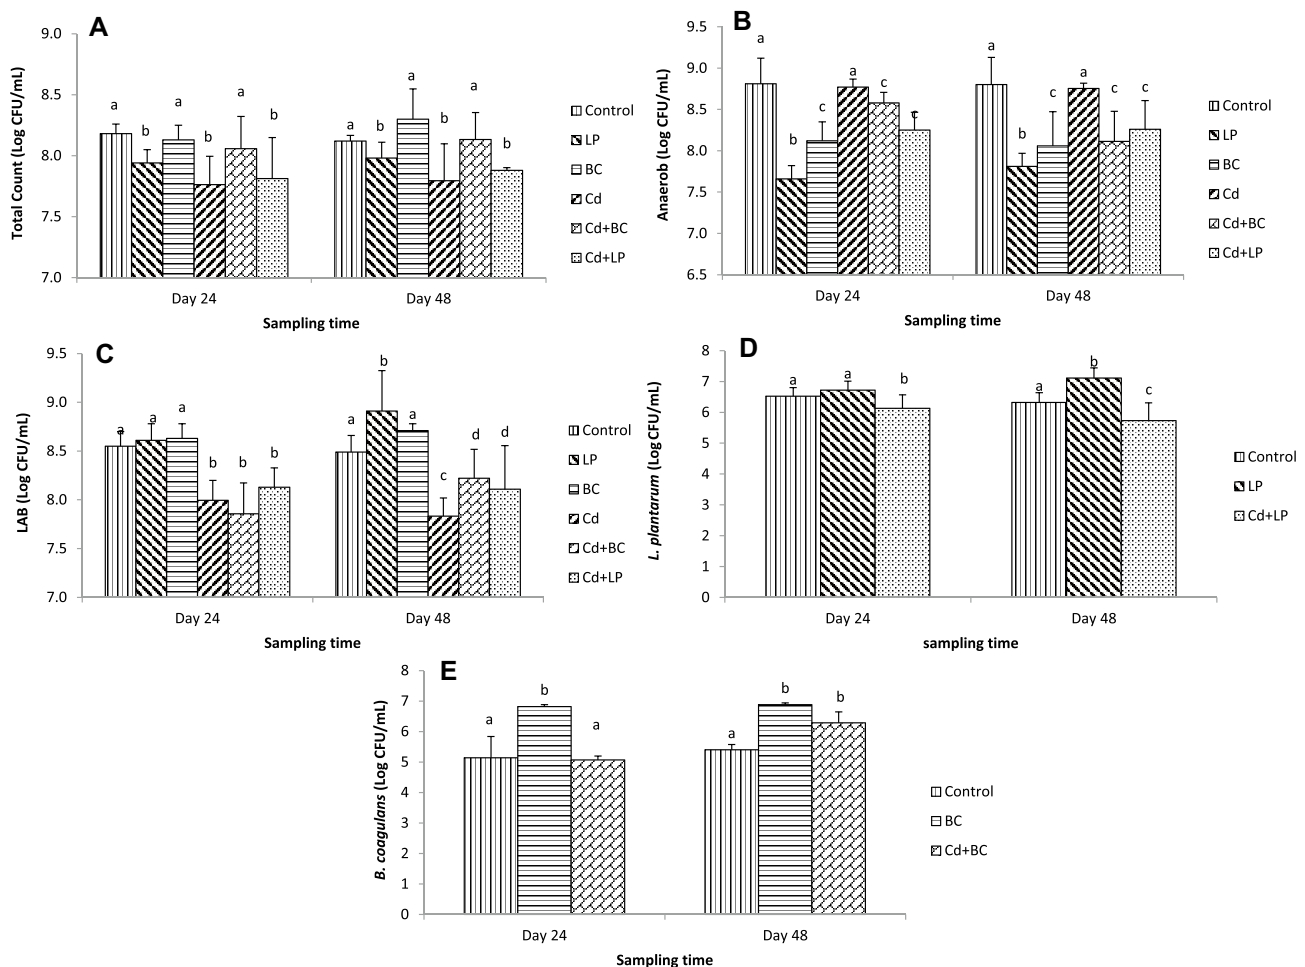 A
Total Count (Log CFU/mL)
9.0
8.5
8.0
7.5
7.0
a
b
a
b
a
b
a
b
a
b
a
b
Day 24
Day 48
Sampling time
Control
LP
BC
Cd
Cd+BC
Cd+LP
B
Anaerob (Log CFU/mL)
9.5
9.0
8.5
8.0
7.5
7.0
6.5
a
b
c
a
c
c
a
b
c
a
c
c
Day 24
Day 48
Sampling time
Control
LP
BC
Cd
Cd+BC
Cd+LP
C
LAB (Log CFU/mL)
9.5
9.0
8.5
8.0
7.5
7.0
a
a
a
b
b
b
a
b
a
c
d
d
Day 24
Day 48
Sampling time
Control
LP
BC
Cd
Cd+BC
Cd+LP
D
L. plantarum (Log CFU/mL)
8
7
6
5
4
3
2
1
0
a
a
b
a
b
c
Day 24
Day 48
sampling time
Control
LP
Cd+LP
E
B. coagulans (Log CFU/mL)
8
7
6
5
4
3
2
1
0
a
b
a
a
b
b
Day 24
Day 48
Sampling time
Control
BC
Cd+BC